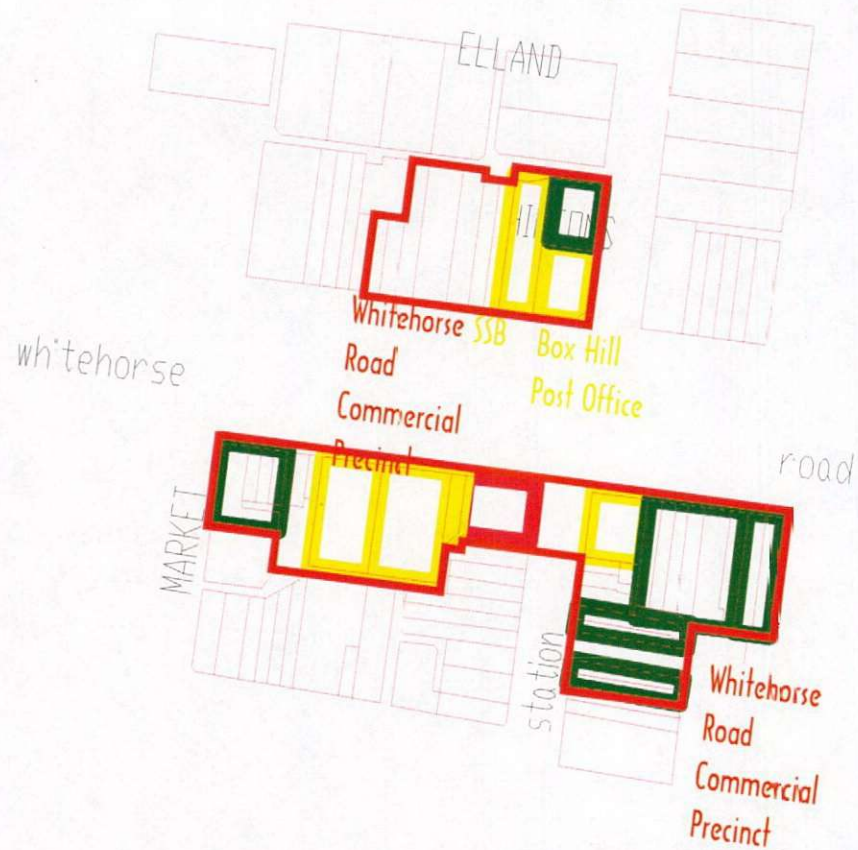 ELLAND
Whitehorse
Road
Commercial
Precinct
SSB
Box Hill
Post Office
whitehorse
road
MARKET
station
Whitehorse
Road
Commercial
Precinct